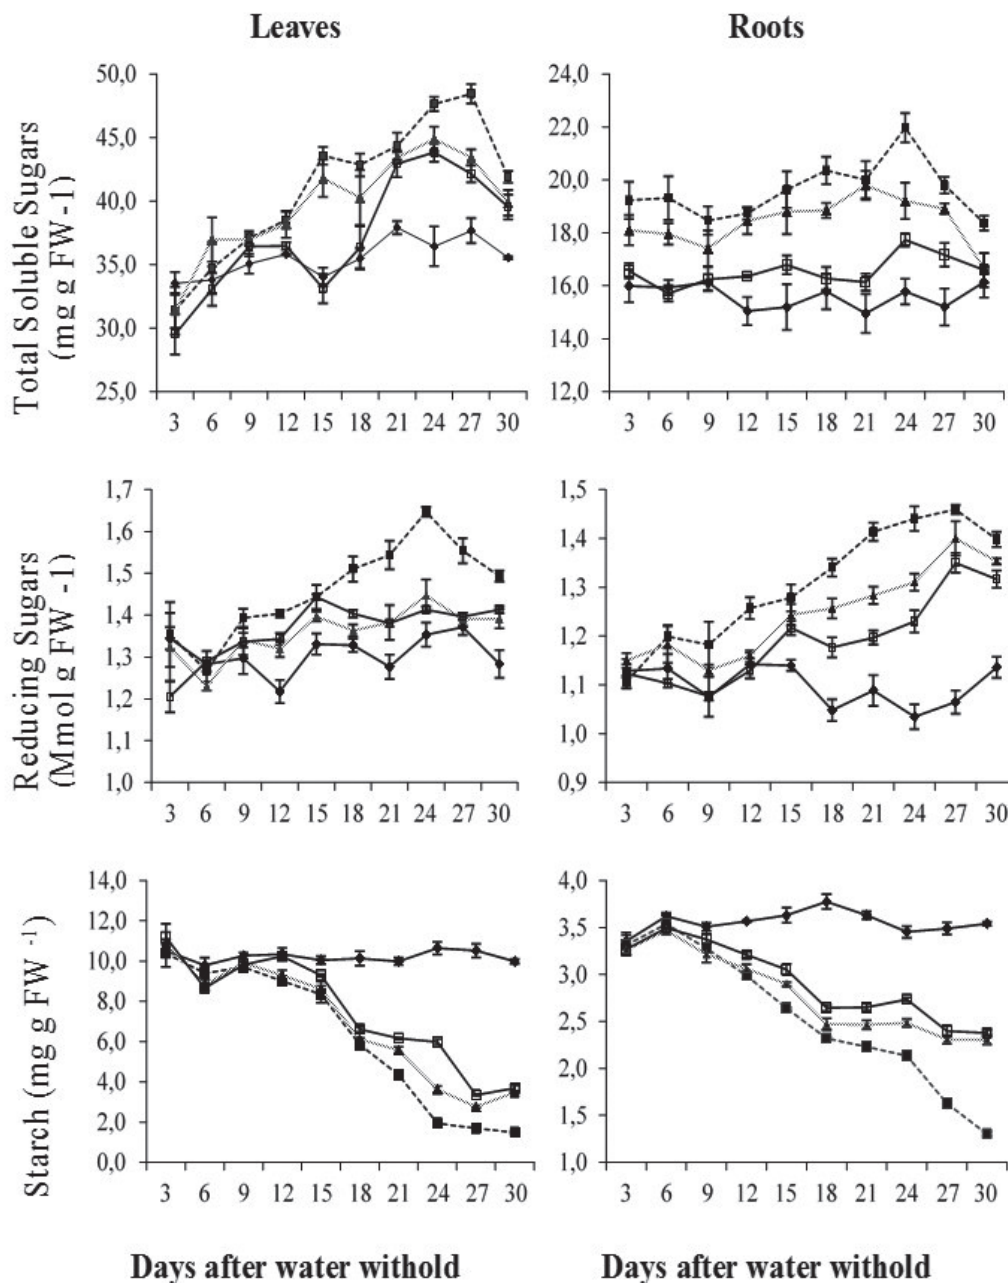 Leaves
Roots
Total Soluble Sugars
(mg g FW -1)
50,0
45,0
40,0
35,0
30,0
25,0
3 6 9 12 15 18 21 24 27 30
24,0
22,0
20,0
18,0
16,0
14,0
12,0
3 6 9 12 15 18 21 24 27 30
Reducing Sugars
(Mmol g FW -1)
1,7
1,6
1,5
1,4
1,3
1,2
1,1
1,0
3 6 9 12 15 18 21 24 27 30
1,5
1,4
1,3
1,2
1,1
1,0
0,9
3 6 9 12 15 18 21 24 27 30
Starch (mg g FW -1)
14,0
12,0
10,0
8,0
6,0
4,0
2,0
0,0
3 6 9 12 15 18 21 24 27 30
4,0
3,5
3,0
2,5
2,0
1,5
1,0
3 6 9 12 15 18 21 24 27 30
Days after water withold
Days after water withold